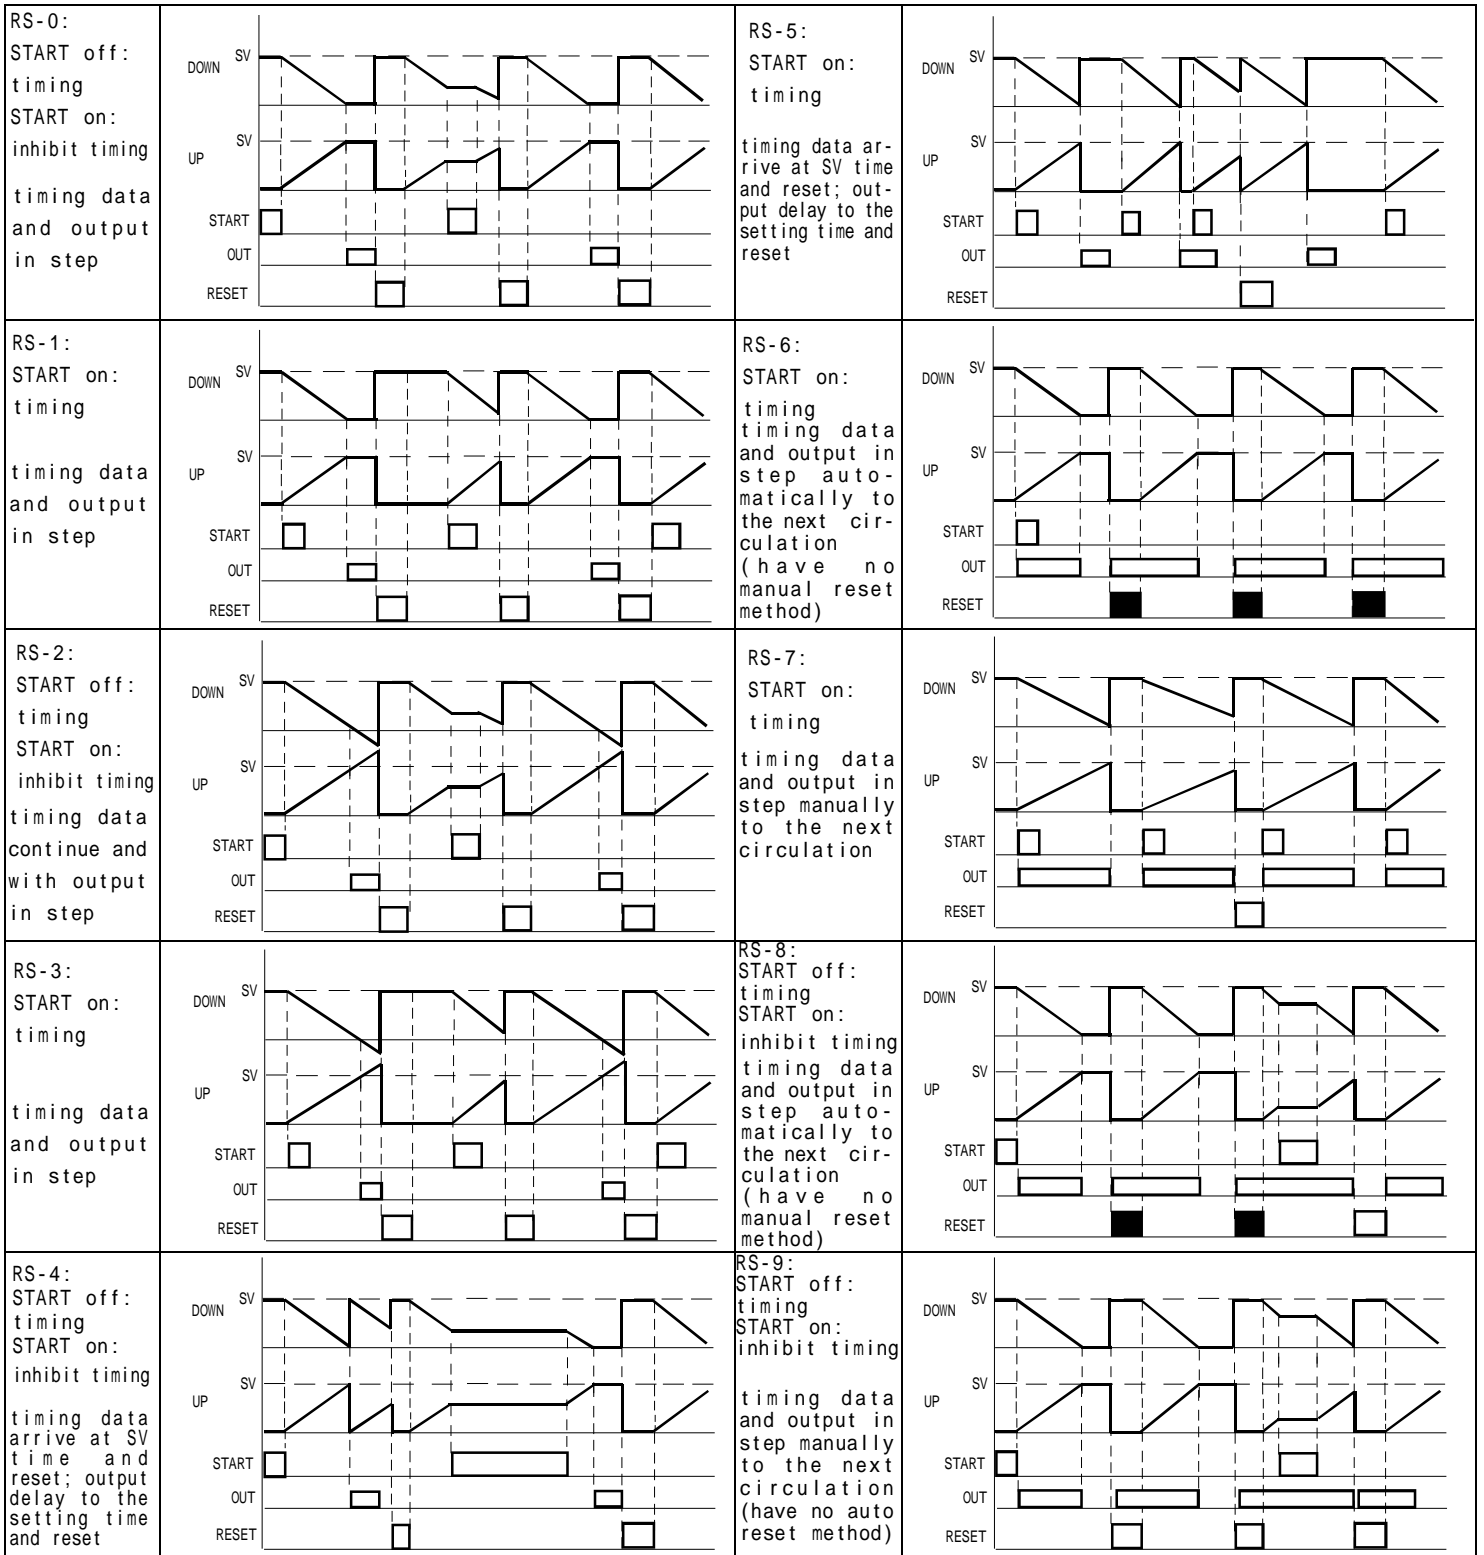 RS-0:
START off:
timing
START on:
inhibit timing
timing data
and output
in step
DOWN SV
UP SV
START
OUT
RESET
RS-5:
START on:
timing
timing data ar-
rive at SV time
and reset; out-
put delay to the
setting time and
reset
DOWN SV
UP SV
START
OUT
RESET
RS-1:
START on:
timing
timing data
and output
in step
DOWN SV
UP SV
START
OUT
RESET
RS-6:
START on:
timing
timing data
and output in
step auto-
matically to
the next cir-
culation
(have no
manual reset
method)
DOWN SV
UP SV
START
OUT
RESET
RS-2:
START off:
timing
START on:
inhibit timing
timing data
continue and
with output
in step
DOWN SV
UP SV
START
OUT
RESET
RS-7:
START on:
timing
timing data
and output in
step manually
to the next
circulation
DOWN SV
UP SV
START
OUT
RESET
RS-3:
START on:
timing
timing data
and output
in step
DOWN SV
UP SV
START
OUT
RESET
RS-8:
START off:
timing
START on:
inhibit timing
timing data
and output in
step auto-
matically to
the next cir-
culation
(have no
manual reset
method)
DOWN SV
UP SV
START
OUT
RESET
RS-4:
START off:
timing
START on:
inhibit timing
timing data
arrive at SV
time and
reset; output
delay to the
setting time
and reset
DOWN SV
UP SV
START
OUT
RESET
RS-9:
START off:
timing
START on:
inhibit timing
timing data
and output in
step manually
to the next
circulation
(have no auto
reset method)
DOWN SV
UP SV
START
OUT
RESET